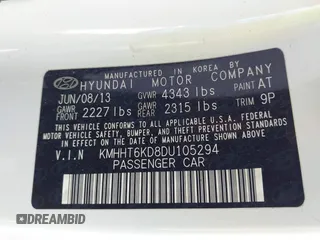 MANUFACTURED IN KOREA BY
HYUNDAI MOTOR COMPANY
JUN/08/13 GVWR 4343 lbs PAINT AT
GAWR FRONT 2227 lbs GAWR REAR 2315 lbs TRIM 9P
THIS VEHICLE CONFORMS TO ALL APPLICABLE
FEDERAL MOTOR VEHICLE SAFETY, BUMPER,
AND THEFT PREVENTION STANDARDS IN EFFECT ON
THE DATE OF MANUFACTURE SHOWN ABOVE.
V.I.N KMHHT6KD8DU105294
PASSENGER CAR
DREAMBID